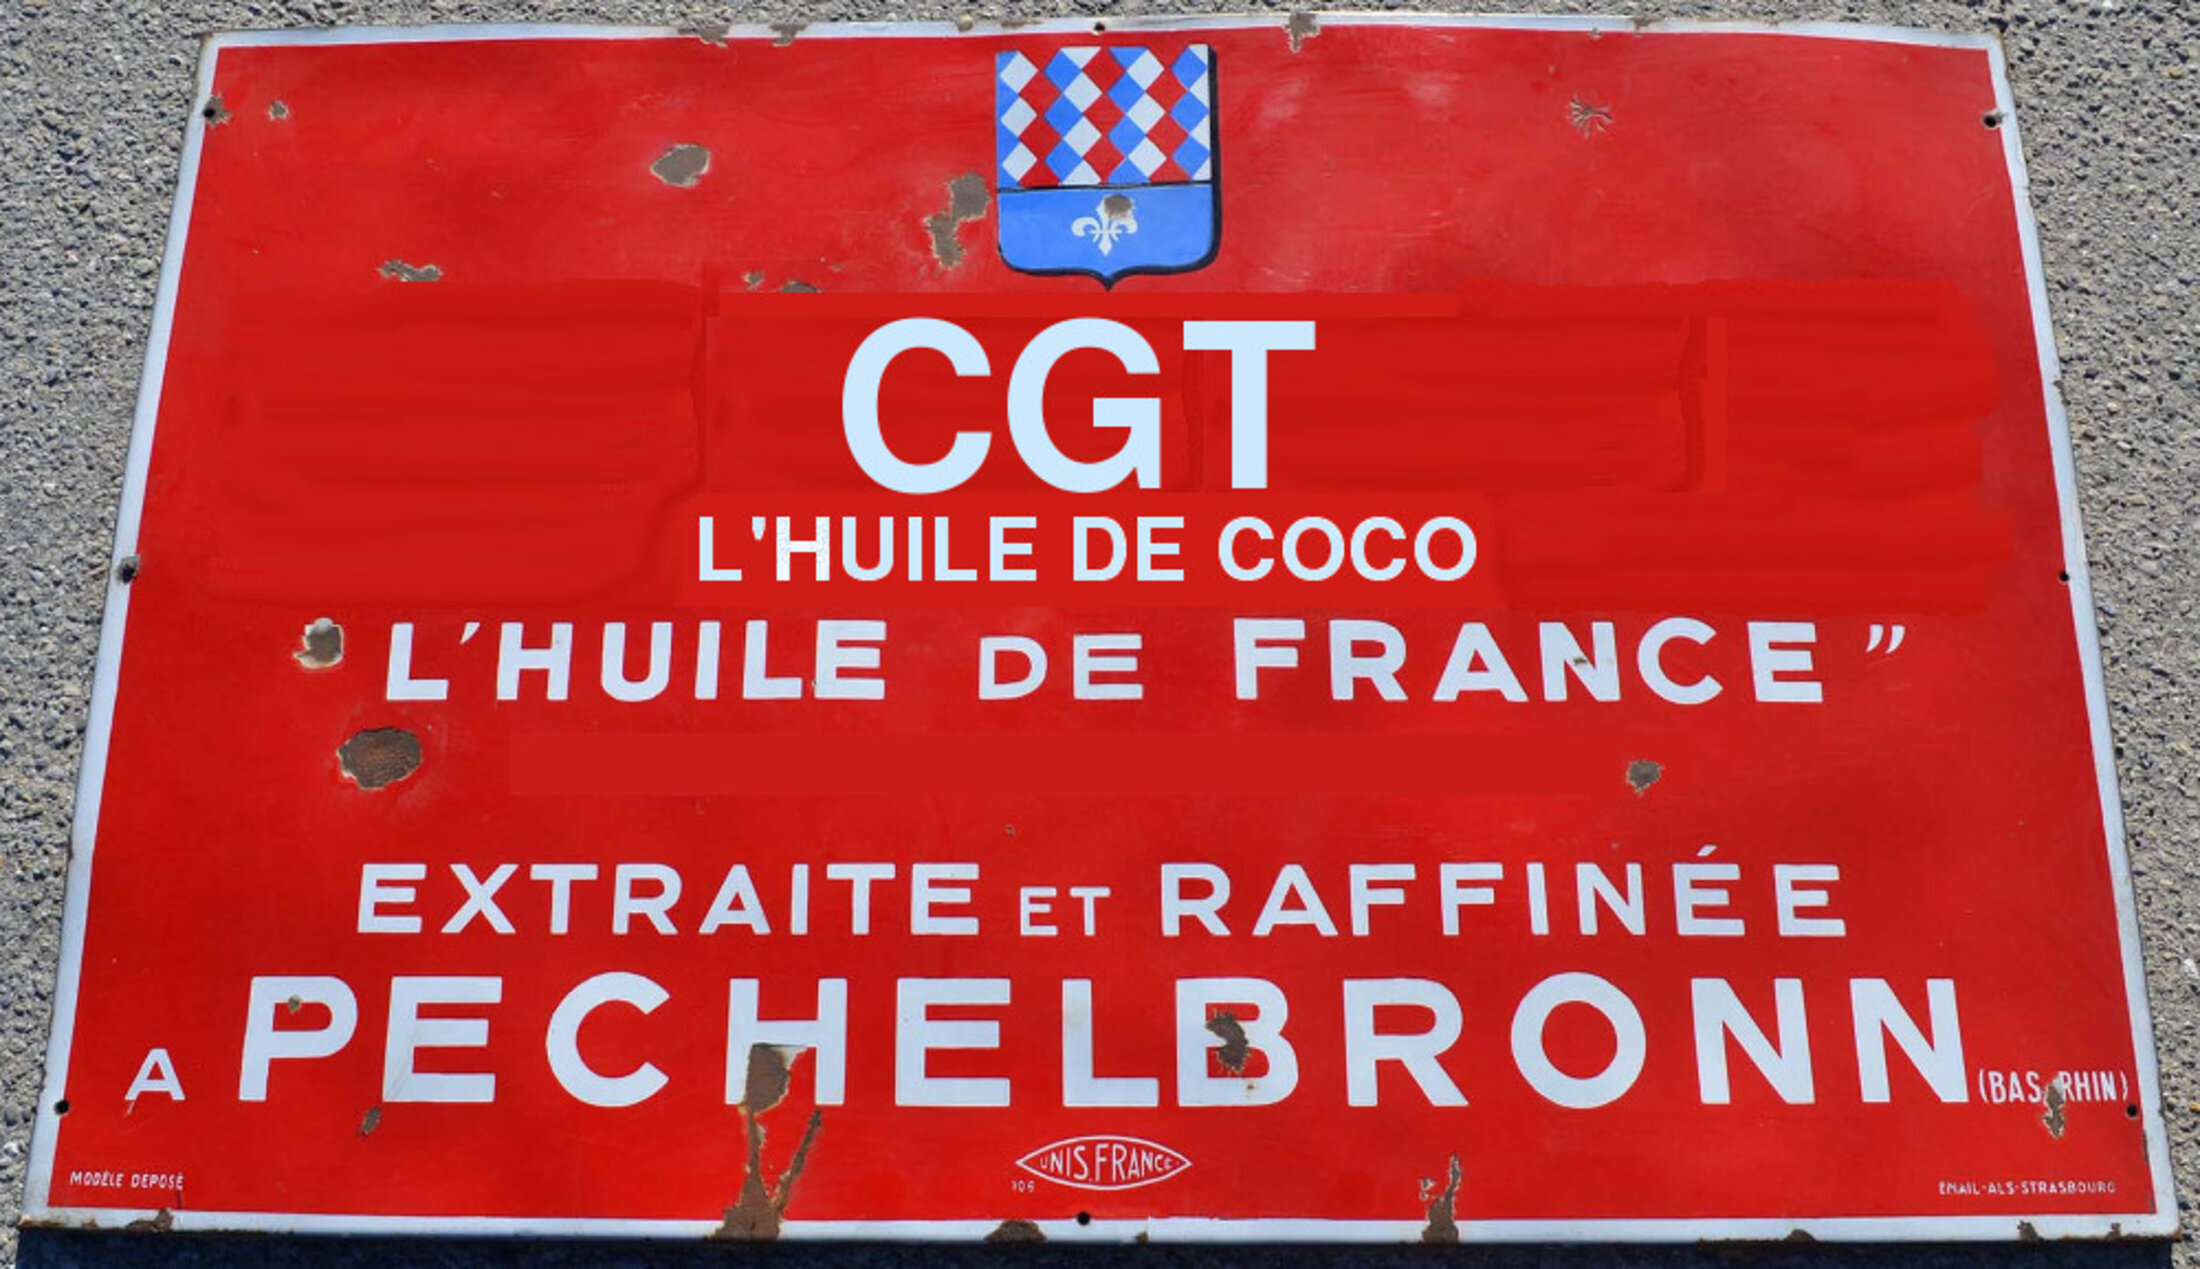 CGT
L'HUILE DE COCO
L'HUILE DE FRANCE"
EXTRAITE ET RAFFINÉE
A PECHELBRONN (BAS RHIN)
UNIS.FRANCE
106
MODÈLE DEPOSÉ
EMAIL-ALS-STRASBOURG